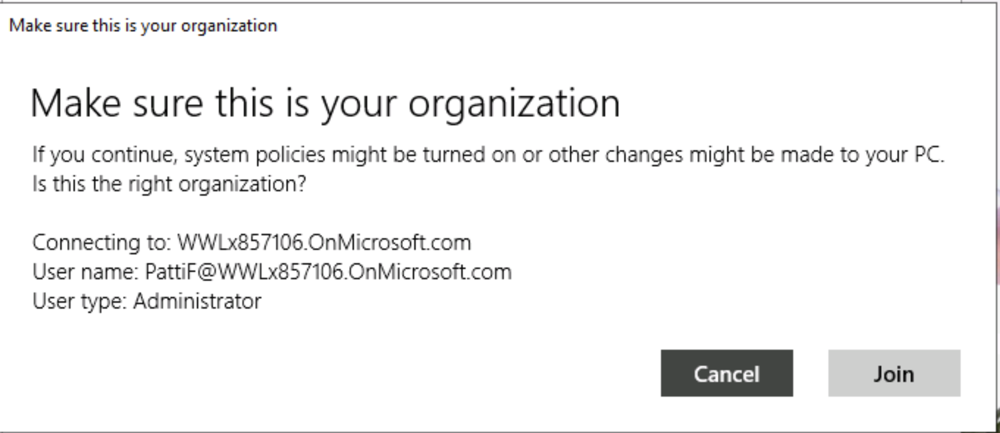 Make sure this is your organization
Make sure this is your organization
If you continue, system policies might be turned on or other changes might be made to your PC.
Is this the right organization?
Connecting to: WWLx857106.OnMicrosoft.com
User name: PattiF@WWLx857106.OnMicrosoft.com
User type: Administrator
Cancel Join